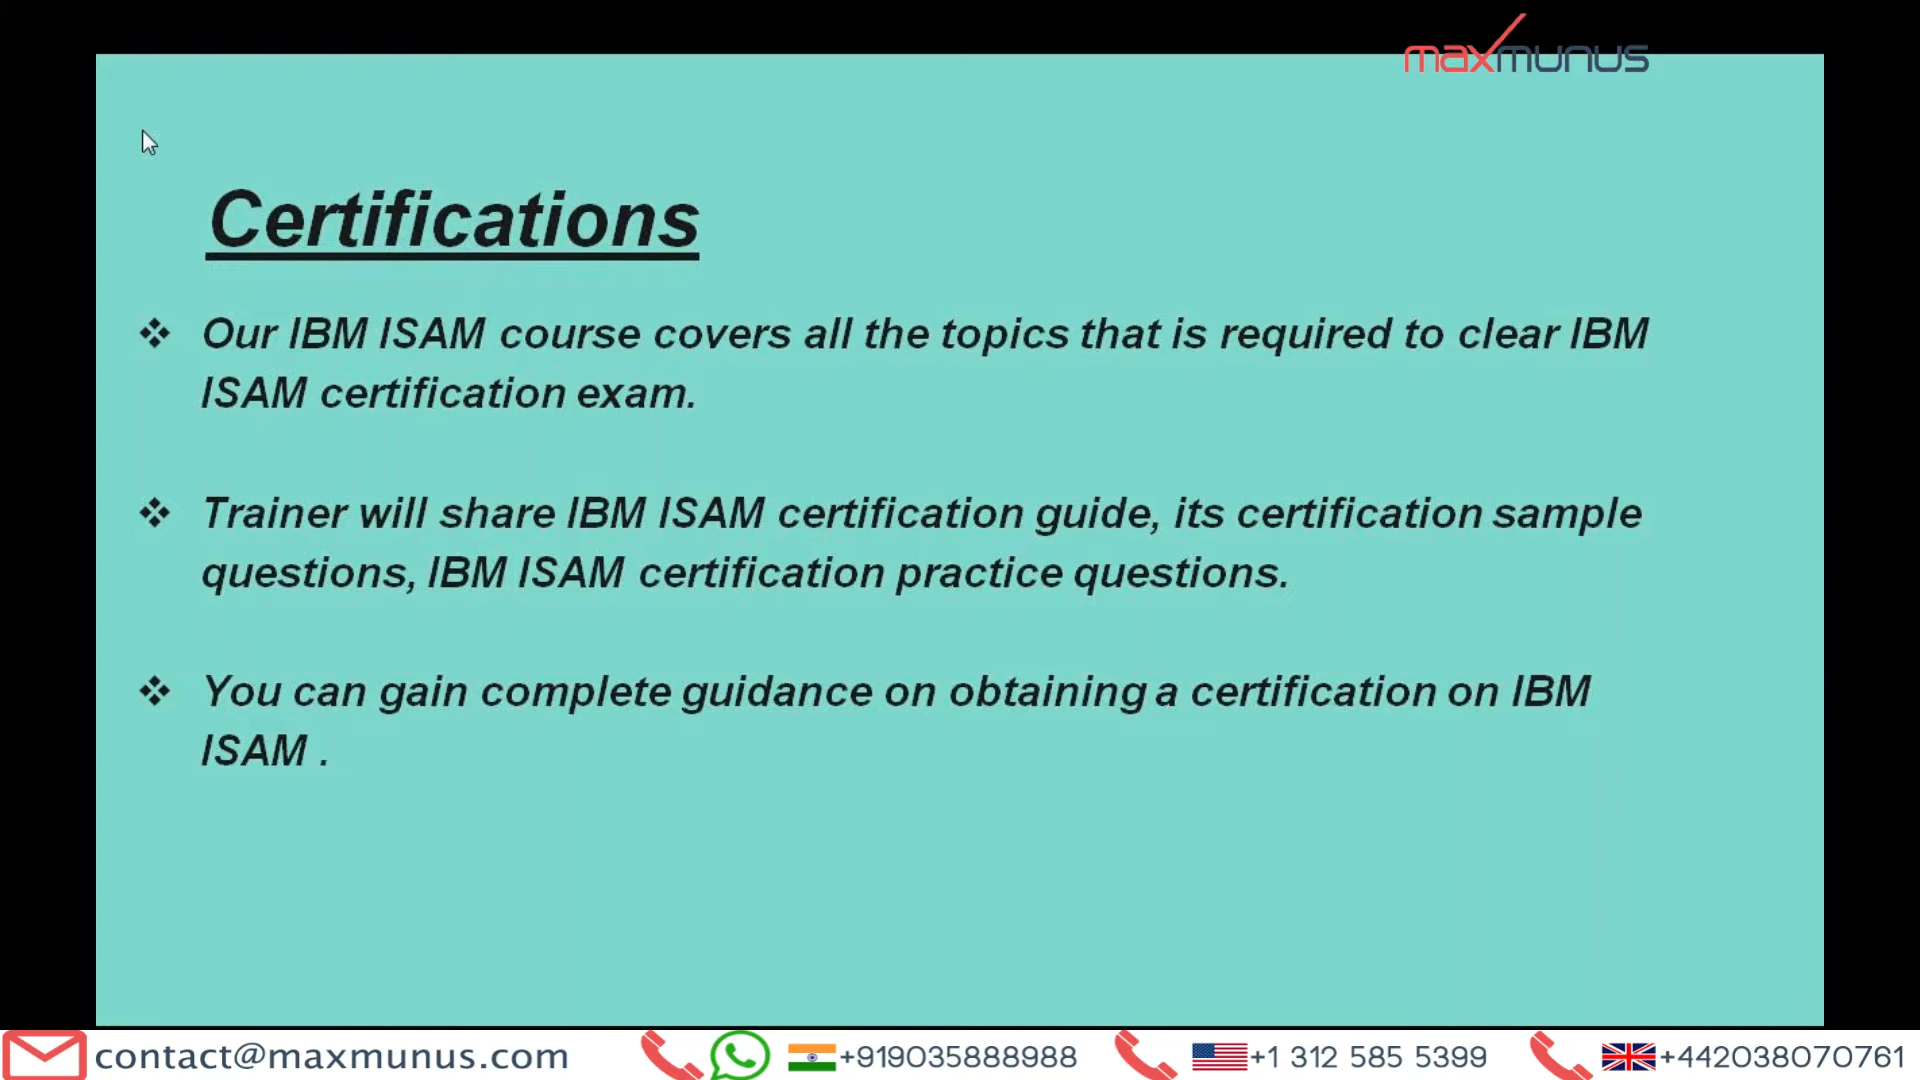 maxmunus
Certifications
❖ Our IBM ISAM course covers all the topics that is required to clear IBM
ISAM certification exam.
❖ Trainer will share IBM ISAM certification guide, its certification sample
questions, IBM ISAM certification practice questions.
❖ You can gain complete guidance on obtaining a certification on IBM
ISAM .
contact@maxmunus.com +919035888988 +1 312 585 5399 +442038070761